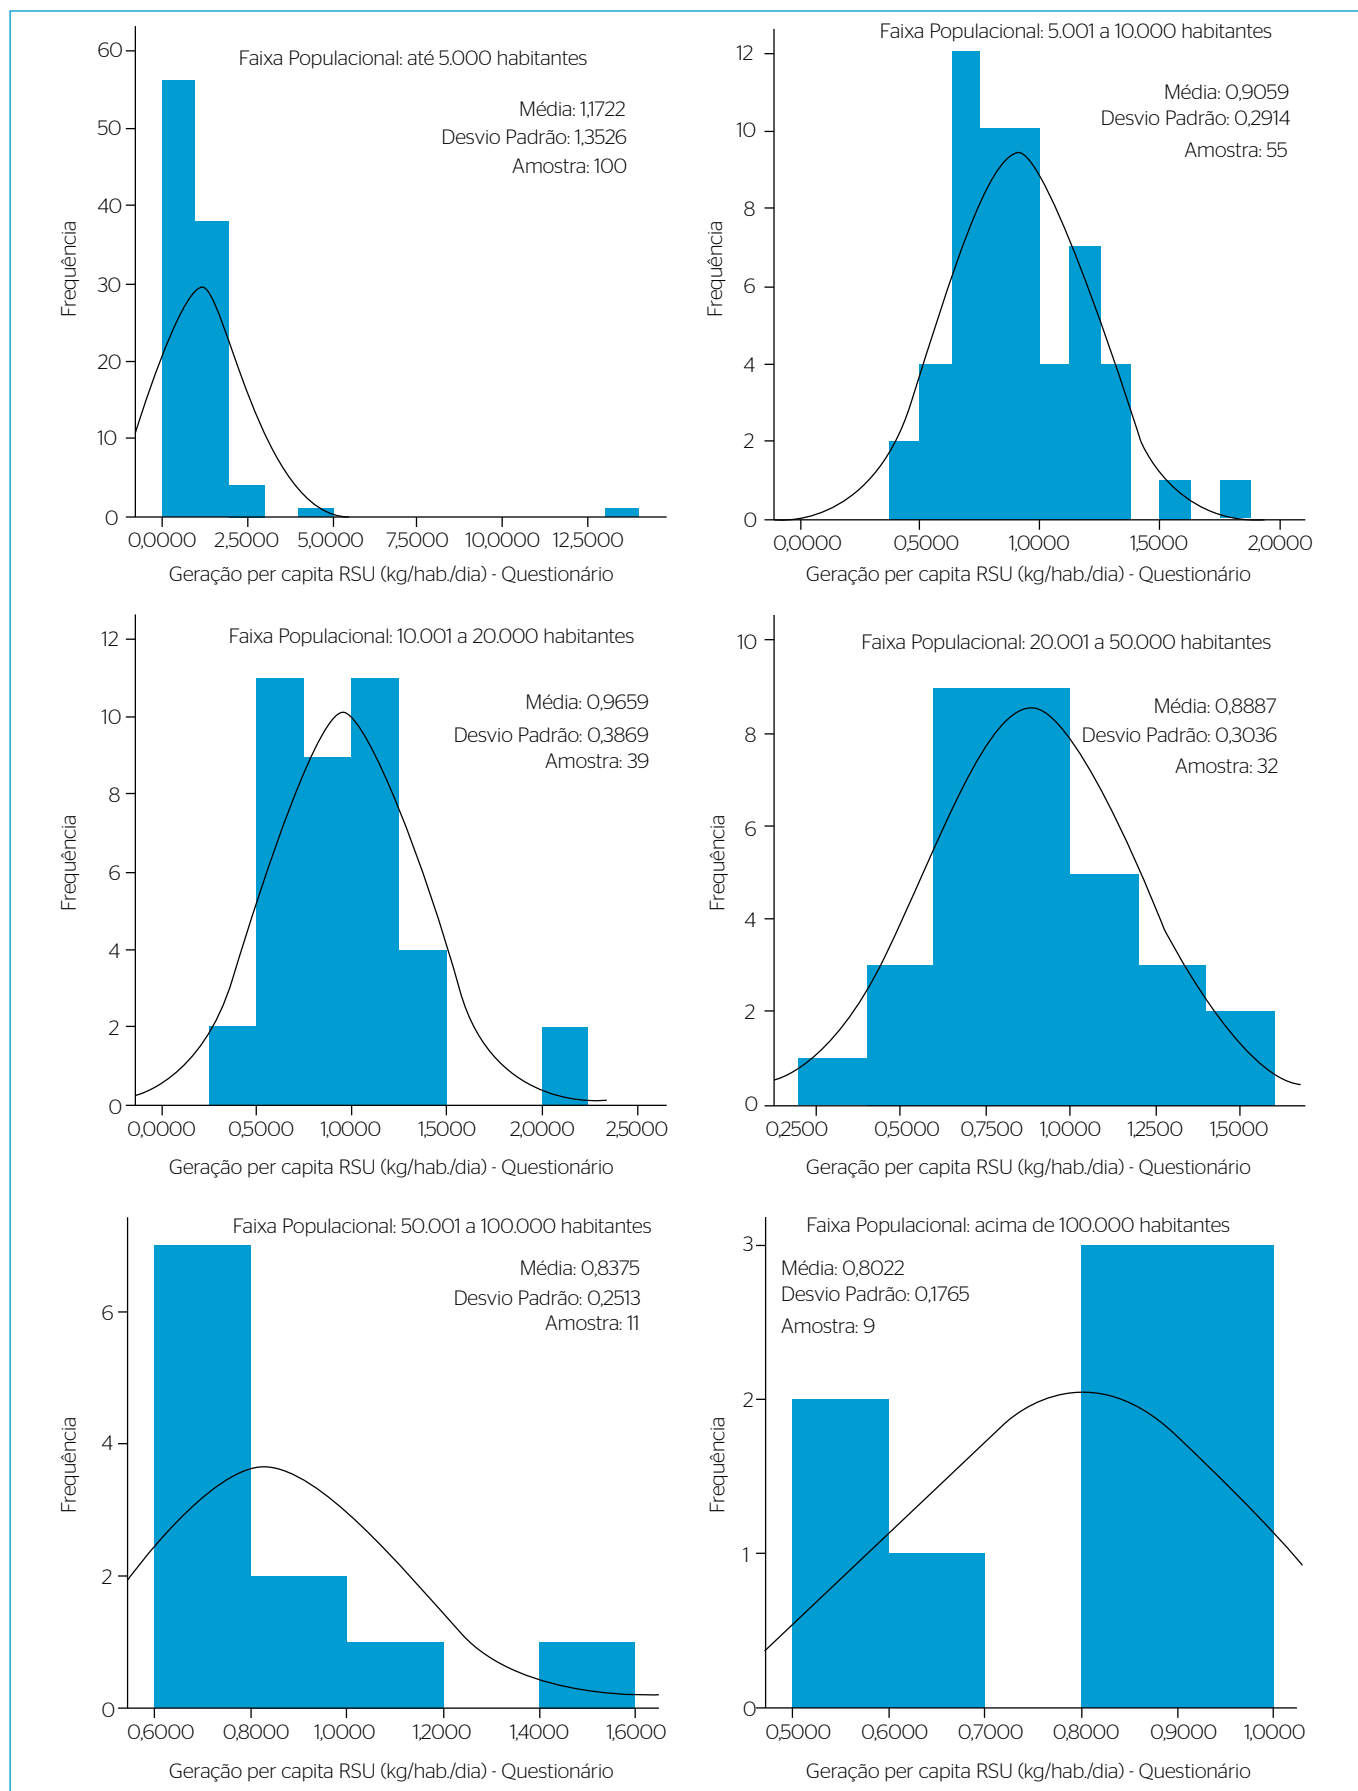 Faixa Populacional: até 5.000 habitantes
Média: 1,1722
Desvio Padrão: 1,3526
Amostra: 100
Frequência
60
50
40
30
20
10
0
0,0000 2,5000 5,0000 7,5000 10,0000 12,5000
Geração per capita RSU (kg/hab./dia) - Questionário
Faixa Populacional: 5.001 a 10.000 habitantes
Média: 0,9059
Desvio Padrão: 0,2914
Amostra: 55
Frequência
12
10
8
6
4
2
0
0,0000 0,5000 1,0000 1,5000 2,0000
Geração per capita RSU (kg/hab./dia) - Questionário
Faixa Populacional: 10.001 a 20.000 habitantes
Média: 0,9659
Desvio Padrão: 0,3869
Amostra: 39
Frequência
12
10
8
6
4
2
0
0,0000 0,5000 1,0000 1,5000 2,0000 2,5000
Geração per capita RSU (kg/hab./dia) - Questionário
Faixa Populacional: 20.001 a 50.000 habitantes
Média: 0,8887
Desvio Padrão: 0,3036
Amostra: 32
Frequência
10
8
6
4
2
0
0,2500 0,5000 0,7500 1,0000 1,2500 1,5000
Geração per capita RSU (kg/hab./dia) - Questionário
Faixa Populacional: 50.001 a 100.000 habitantes
Média: 0,8375
Desvio Padrão: 0,2513
Amostra: 11
Frequência
6
4
2
0
0,6000 0,8000 1,0000 1,2000 1,4000 1,6000
Geração per capita RSU (kg/hab./dia) - Questionário
Faixa Populacional: acima de 100.000 habitantes
Média: 0,8022
Desvio Padrão: 0,1765
Amostra: 9
Frequência
3
2
1
0
0,5000 0,6000 0,7000 0,8000 0,9000 1,0000
Geração per capita RSU (kg/hab./dia) - Questionário